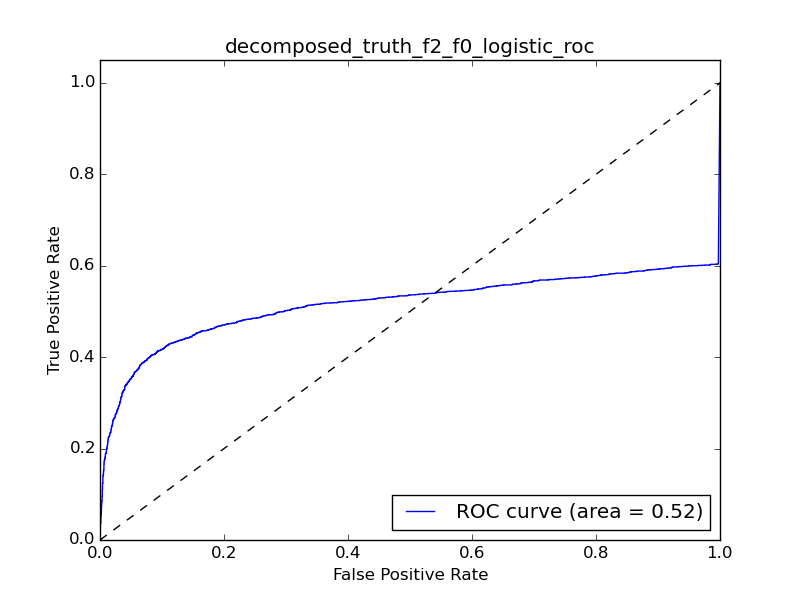 decomposed_truth_f2_f0_logistic_roc
1.0
0.8
0.6
0.4
0.2
0.0
True Positive Rate
ROC curve (area = 0.52)
0.0 0.2 0.4 0.6 0.8 1.0
False Positive Rate